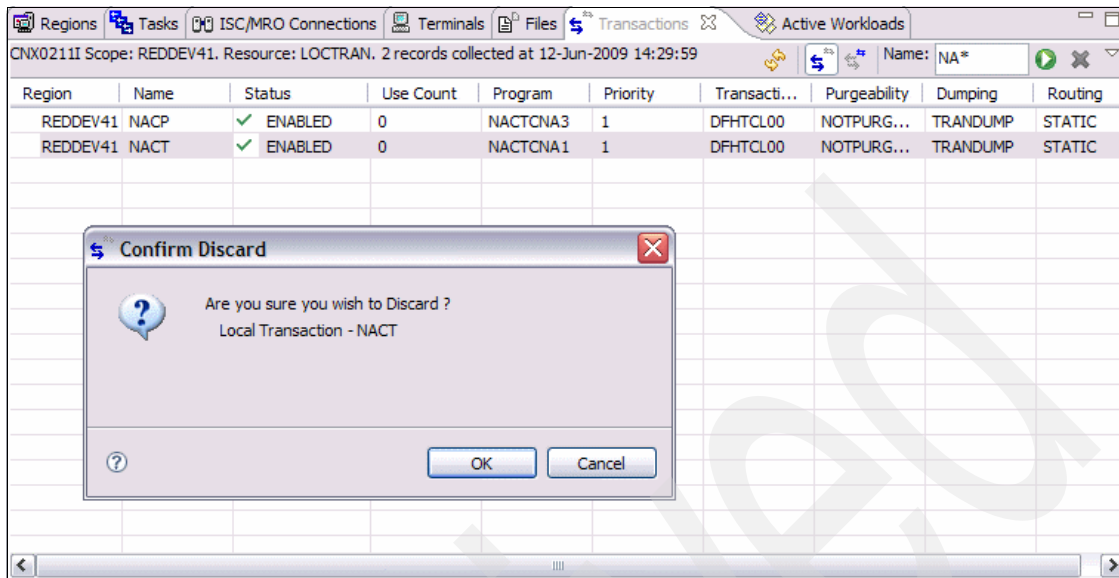 Regions Tasks ISC/MRO Connections Terminals Files Transactions Active Workloads
CNX0211I Scope: REDDEV41. Resource: LOCTRAN. 2 records collected at 12-Jun-2009 14:29:59 Name: NA*
Region Name Status Use Count Program Priority Transacti... Purgeability Dumping Routing
REDDEV41 NACP ENABLED 0 NACTCNA3 1 DFHTCL00 NOTPURG... TRANDUMP STATIC
REDDEV41 NACT ENABLED 0 NACTCNA1 1 DFHTCL00 NOTPURG... TRANDUMP STATIC
Confirm Discard
Are you sure you wish to Discard ?
Local Transaction - NACT
OK Cancel